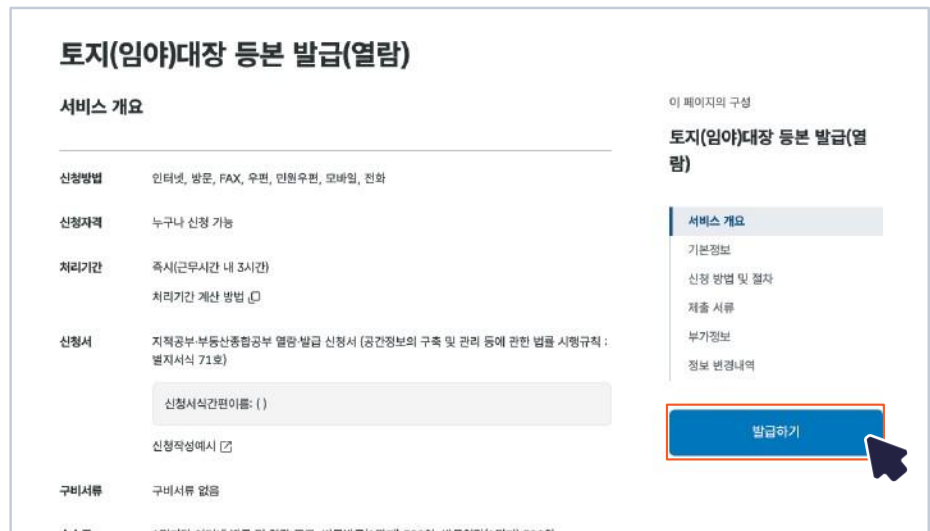 토지(임야)대장 등본 발급(열람)
서비스 개요
신청방법 인터넷, 방문, FAX, 우편, 민원우편, 모바일, 전화
신청자격 누구나 신청 가능
처리기간 즉시(근무시간 내 3시간)
처리기간 계산 방법
신청서 지적공부·부동산종합공부 열람·발급 신청서 (공간정보의 구축 및 관리 등에 관한 법률 시행규칙 :
별지서식 71호)
신청서식간편이름: ( )
신청작성예시
구비서류 구비서류 없음
이 페이지의 구성
토지(임야)대장 등본 발급(열
람)
서비스 개요
기본정보
신청 방법 및 절차
제출 서류
부가정보
정보 변경내역
발급하기